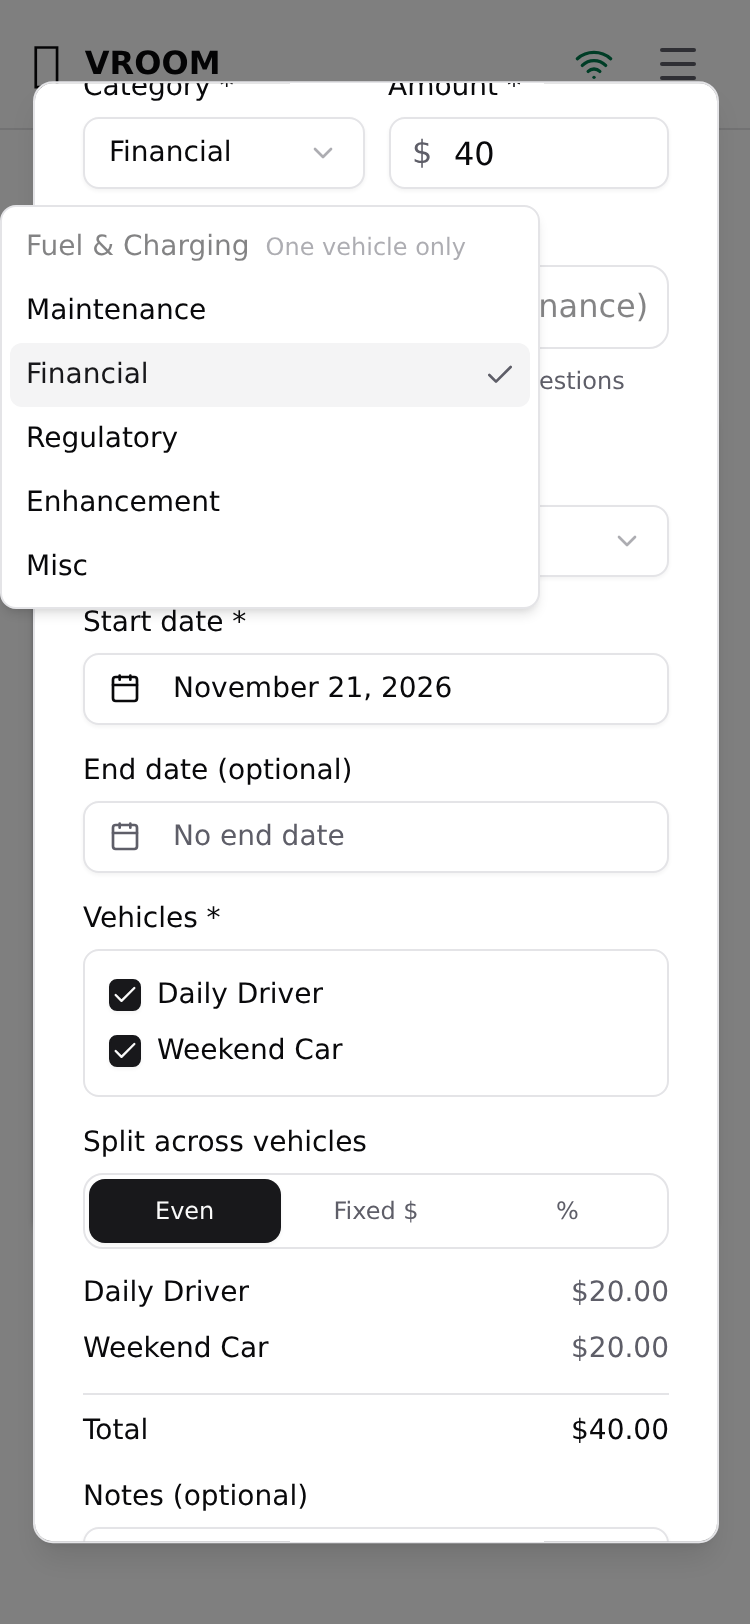 VROOM
Category * Amount *
Financial $ 40
Fuel & Charging One vehicle only
Maintenance
nance)
Financial
estions
Regulatory
Enhancement
Misc
Start date *
November 21, 2026
End date (optional)
No end date
Vehicles *
Daily Driver
Weekend Car
Split across vehicles
Even Fixed $ %
Daily Driver $20.00
Weekend Car $20.00
Total $40.00
Notes (optional)